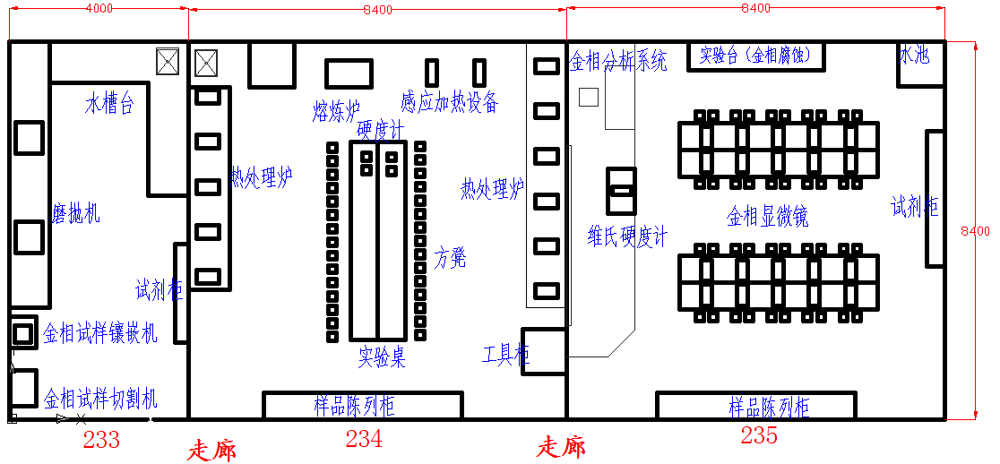 4000
8400
8400
金相分析系统
实验台（金相腐蚀）
水池
水槽台
熔炼炉
感应加热设备
硬度计
热处理炉
热处理炉
磨抛机
方凳
维氏硬度计
金相显微镜
试剂柜
8400
试剂柜
金相试样镶嵌机
实验桌
工具柜
金相试样切割机
样品陈列柜
样品陈列柜
X
233
走廊
234
走廊
235